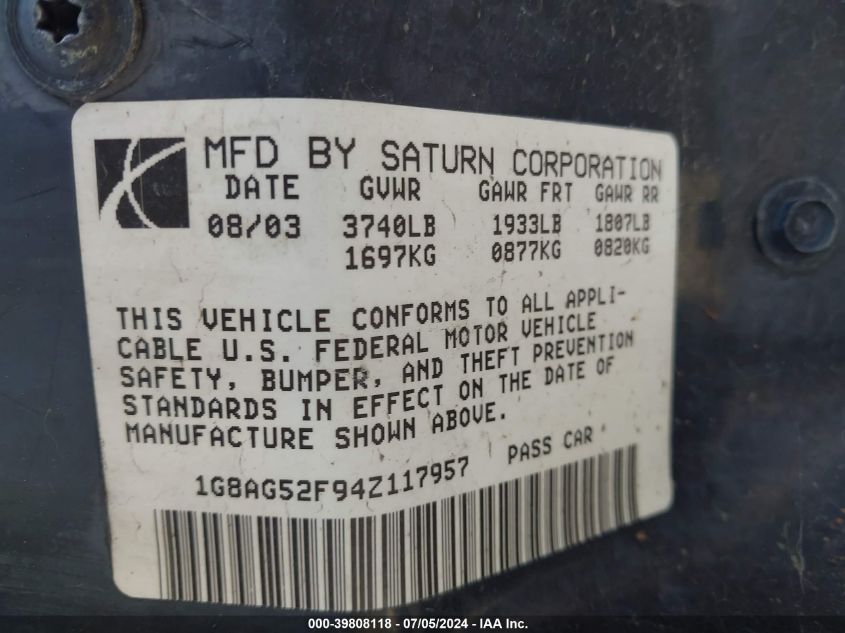 MFD BY SATURN CORPORATION
DATE GVWR GAWR FRT GAWR RR
08/03 3740LB 1933LB 1807LB
1697KG 0877KG 0820KG
THIS VEHICLE CONFORMS TO ALL APPLI-
CABLE U.S. FEDERAL MOTOR VEHICLE
SAFETY, BUMPER, AND THEFT PREVENTION
STANDARDS IN EFFECT ON THE DATE OF
MANUFACTURE SHOWN ABOVE.
1G8AG52F94Z117957 PASS CAR
000-39808118 - 07/05/2024 - IAA Inc.